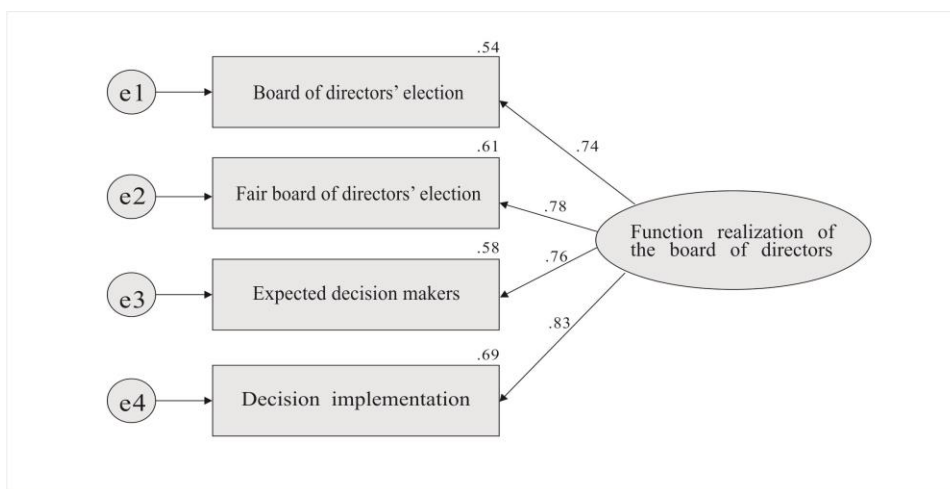 .54
e1
Board of directors' election
.74
.61
e2
Fair board of directors' election
.78
Function realization of
the board of directors
.58
.76
e3
Expected decision makers
.83
.69
e4
Decision implementation